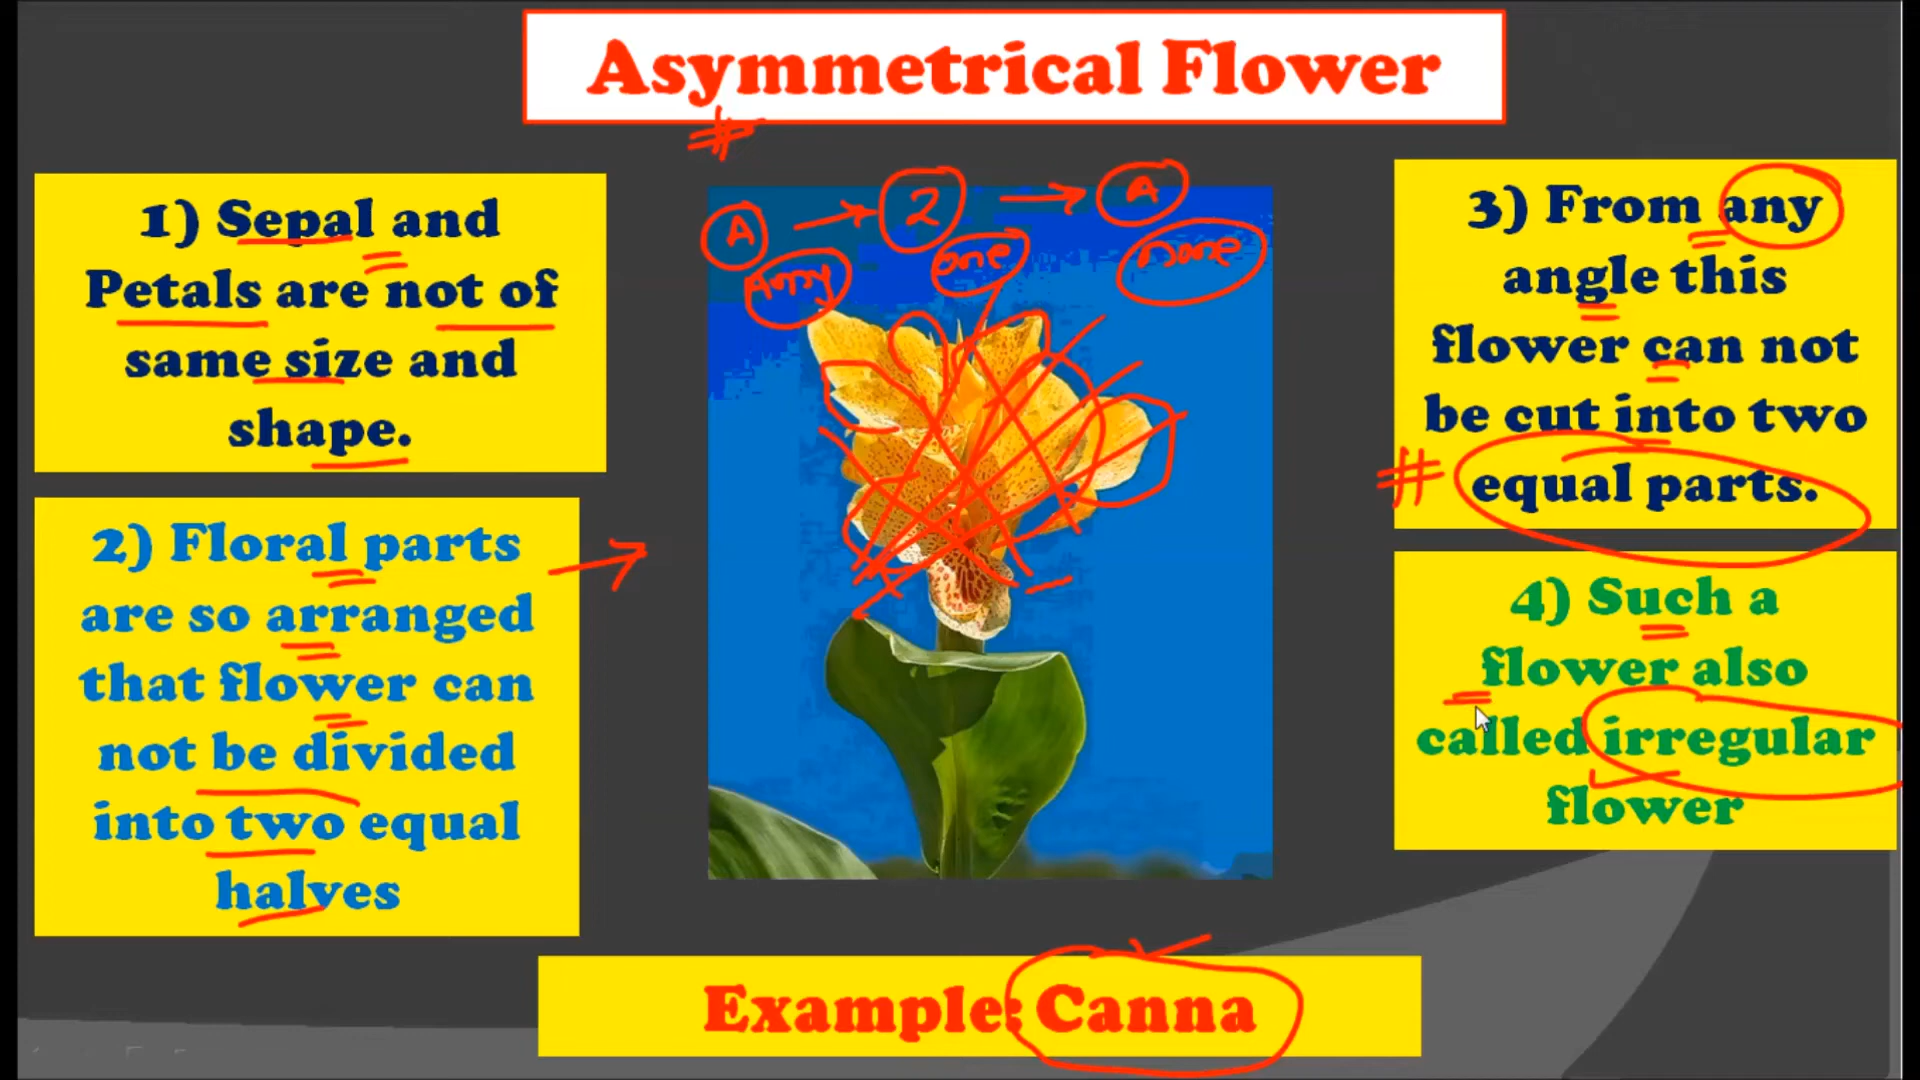 Asymmetrical Flower
#
1) Sepal and
Petals are not of
same size and
shape.
2) Floral parts
are so arranged
that flower can
not be divided
into two equal
halves
A → 2 → A
Any one none
3) From any
angle this
flower can not
be cut into two
# equal parts.
4) Such a
flower also
called irregular
flower
Example: Canna